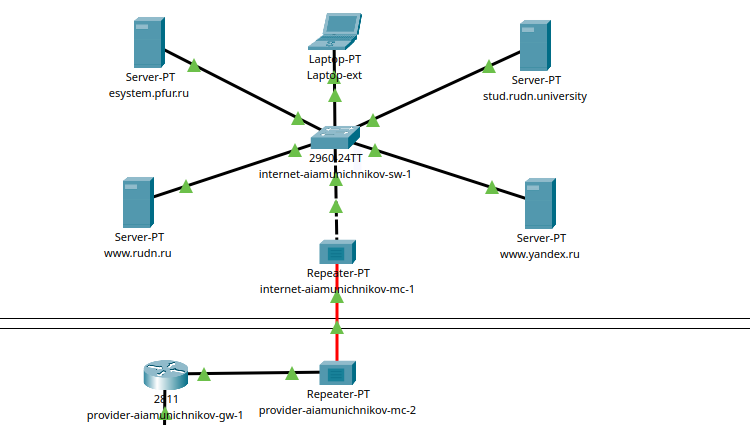 Server-PT
esystem.pfur.ru
Laptop-PT
Laptop-ext
Server-PT
stud.rudn.university
2960-24TT
internet-aiamunichnikov-sw-1
Server-PT
www.rudn.ru
Server-PT
www.yandex.ru
Repeater-PT
internet-aiamunichnikov-mc-1
2811
provider-aiamunichnikov-gw-1
Repeater-PT
provider-aiamunichnikov-mc-2